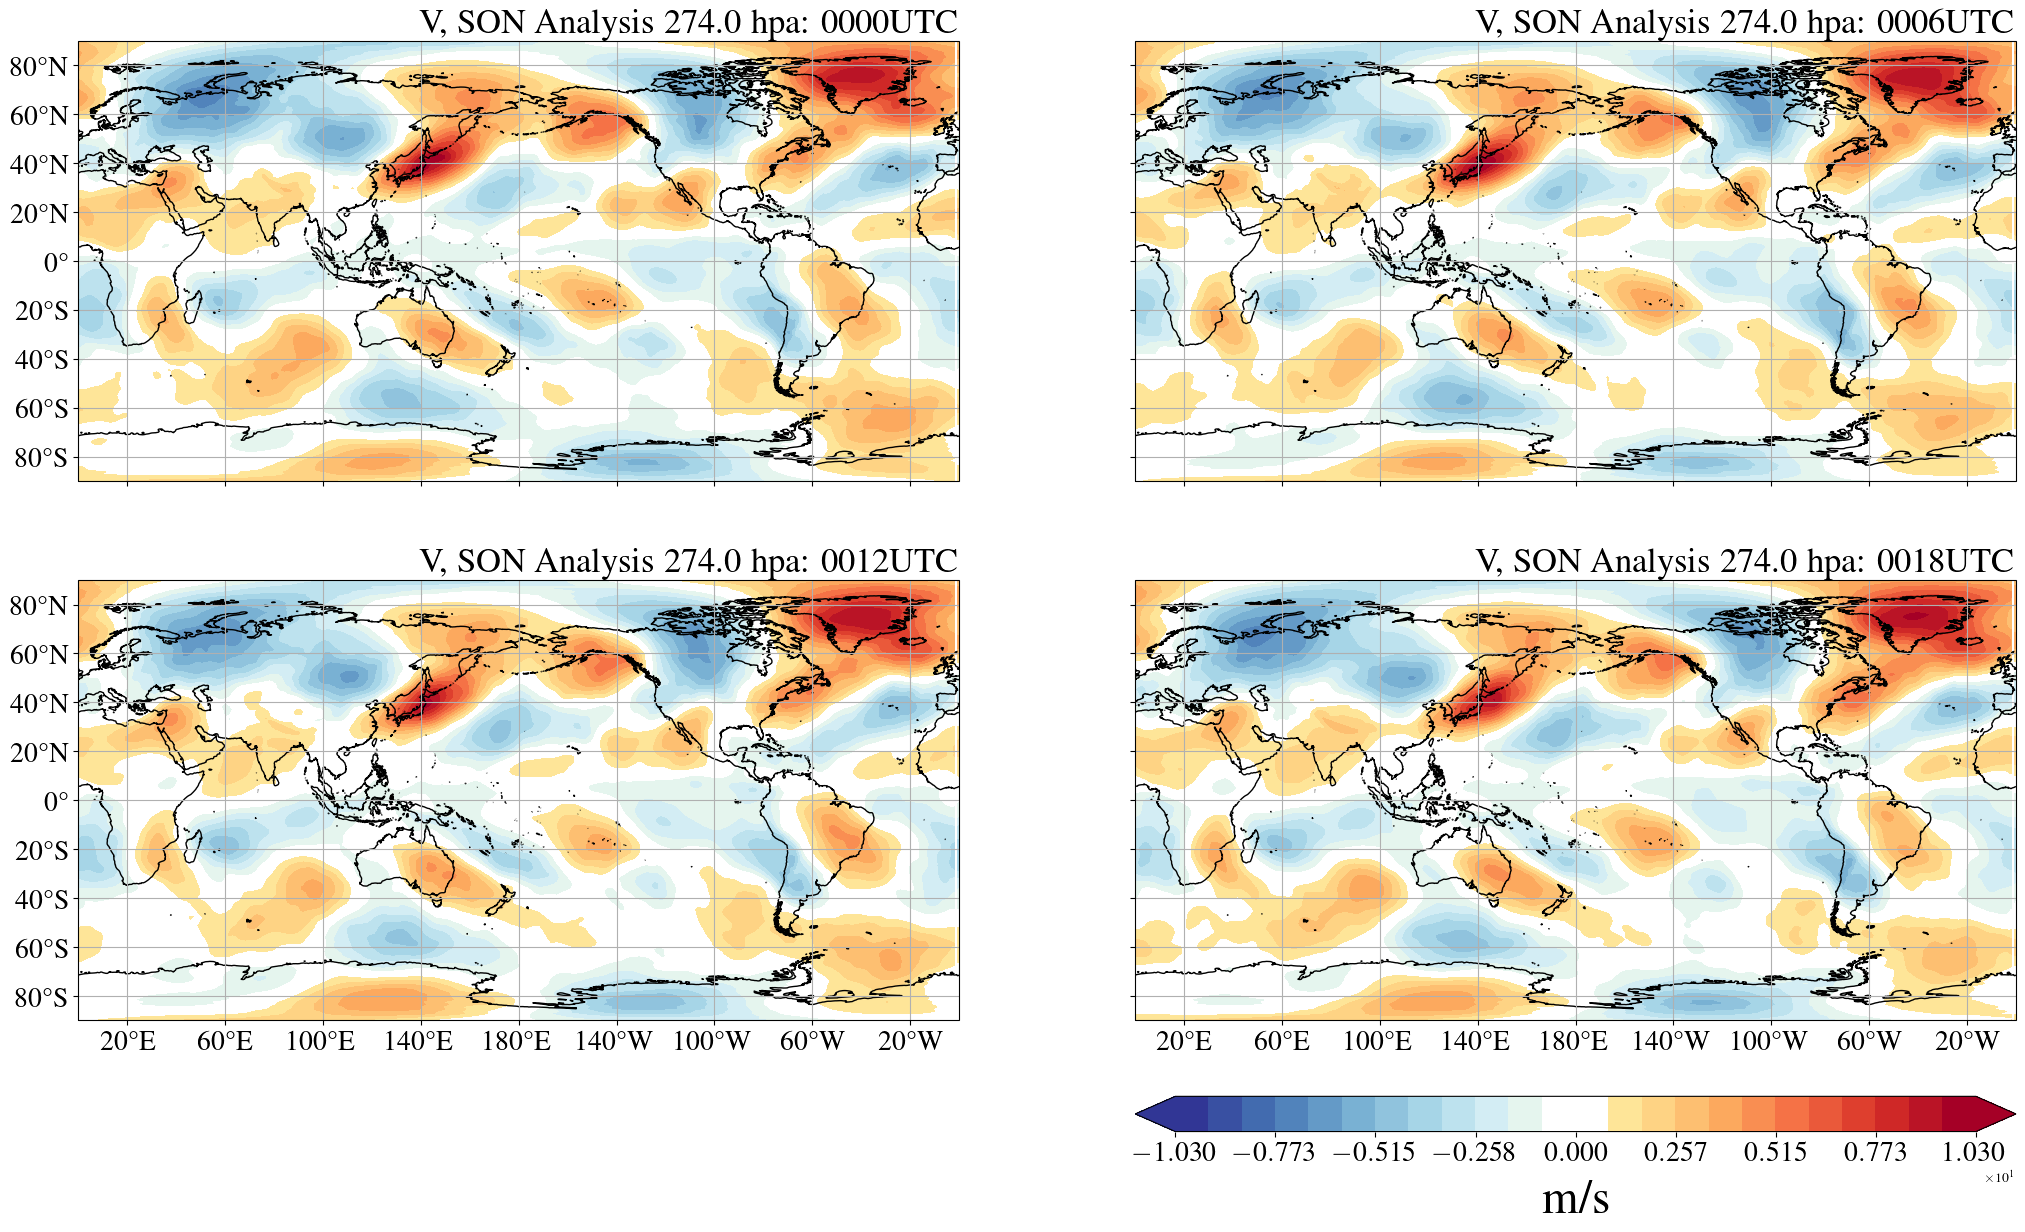 V, SON Analysis 274.0 hpa: 0000UTC
V, SON Analysis 274.0 hpa: 0006UTC
80°N
60°N
40°N
20°N
0°
20°S
40°S
60°S
80°S
V, SON Analysis 274.0 hpa: 0012UTC
V, SON Analysis 274.0 hpa: 0018UTC
80°N
60°N
40°N
20°N
0°
20°S
40°S
60°S
80°S
20°E 60°E 100°E 140°E 180°E 140°W 100°W 60°W 20°W
20°E 60°E 100°E 140°E 180°E 140°W 100°W 60°W 20°W
−1.030 −0.773 −0.515 −0.258 0.000 0.257 0.515 0.773 1.030
×10¹
m/s